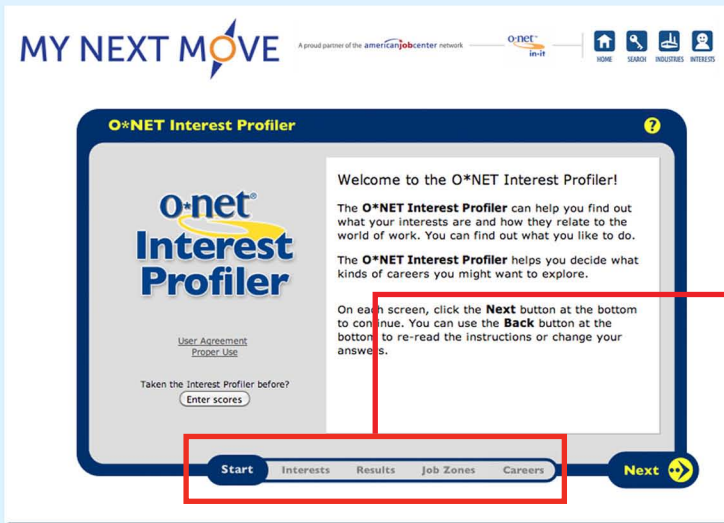 MY NEXT MOVE
A proud partner of the americanjobcenter network
o·net™
in-it
HOME SEARCH INDUSTRIES INTERESTS
O*NET Interest Profiler
?
o*net®
Interest
Profiler
User Agreement
Proper Use
Taken the Interest Profiler before?
Enter scores
Welcome to the O*NET Interest Profiler!
The O*NET Interest Profiler can help you find out
what your interests are and how they relate to the
world of work. You can find out what you like to do.
The O*NET Interest Profiler helps you decide what
kinds of careers you might want to explore.
On each screen, click the Next button at the bottom
to continue. You can use the Back button at the
bottom to re-read the instructions or change your
answers.
Start Interests Results Job Zones Careers
Next